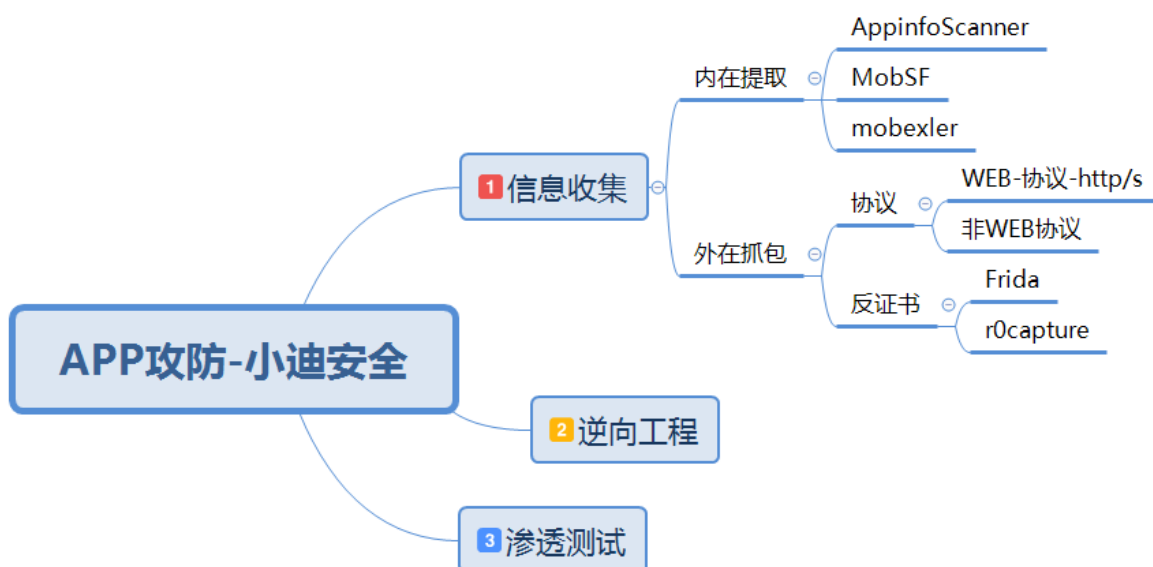 AppinfoScanner
内在提取
MobSF
mobexler
1 信息收集
WEB-协议-http/s
协议
非WEB协议
外在抓包
Frida
反证书
r0capture
APP攻防-小迪安全
2 逆向工程
3 渗透测试